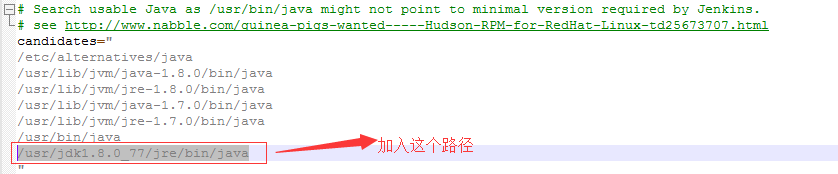 # Search usable Java as /usr/bin/java might not point to minimal version required by Jenkins.
# see http://www.nabble.com/guinea-pigs-wanted-----Hudson-RPM-for-RedHat-Linux-td25673707.html
candidates="
/etc/alternatives/java
/usr/lib/jvm/java-1.8.0/bin/java
/usr/lib/jvm/jre-1.8.0/bin/java
/usr/lib/jvm/java-1.7.0/bin/java
/usr/lib/jvm/jre-1.7.0/bin/java
/usr/bin/java
/usr/jdk1.8.0_77/jre/bin/java
加入这个路径
"